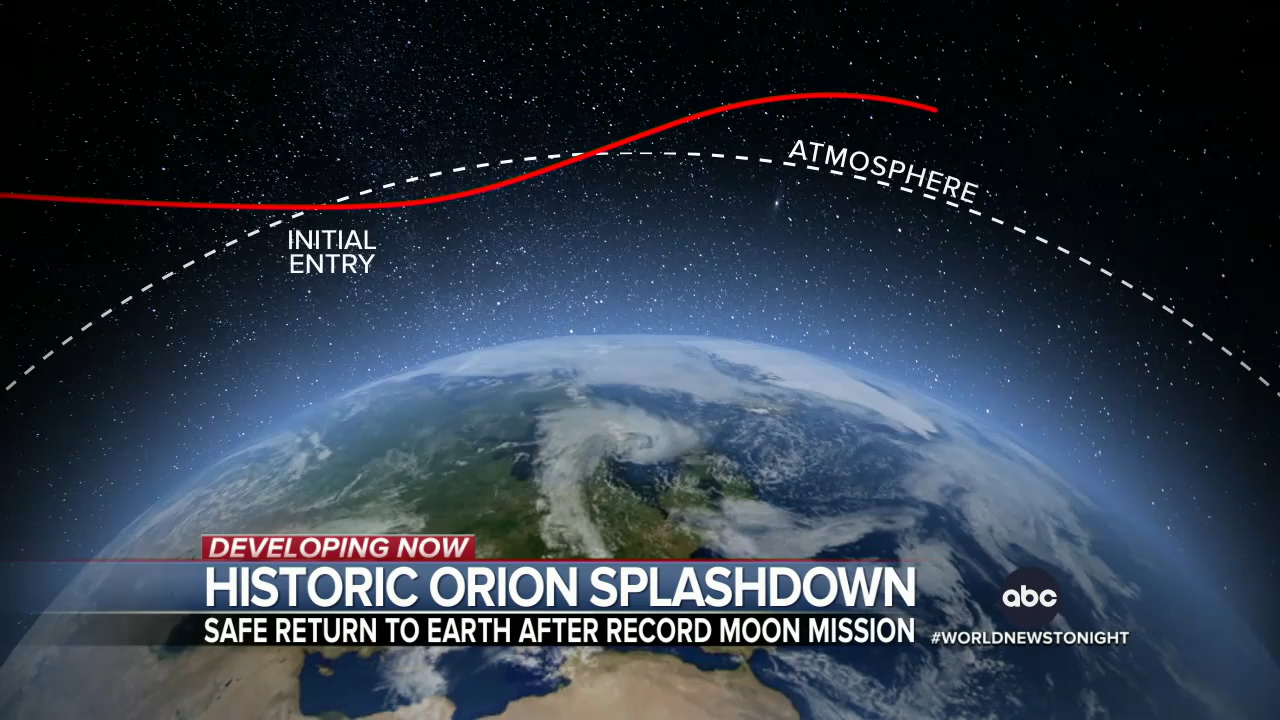 ATMOSPHERE
INITIAL
ENTRY
DEVELOPING NOW
HISTORIC ORION SPLASHDOWN
SAFE RETURN TO EARTH AFTER RECORD MOON MISSION
abc
#WORLDNEWSTONIGHT